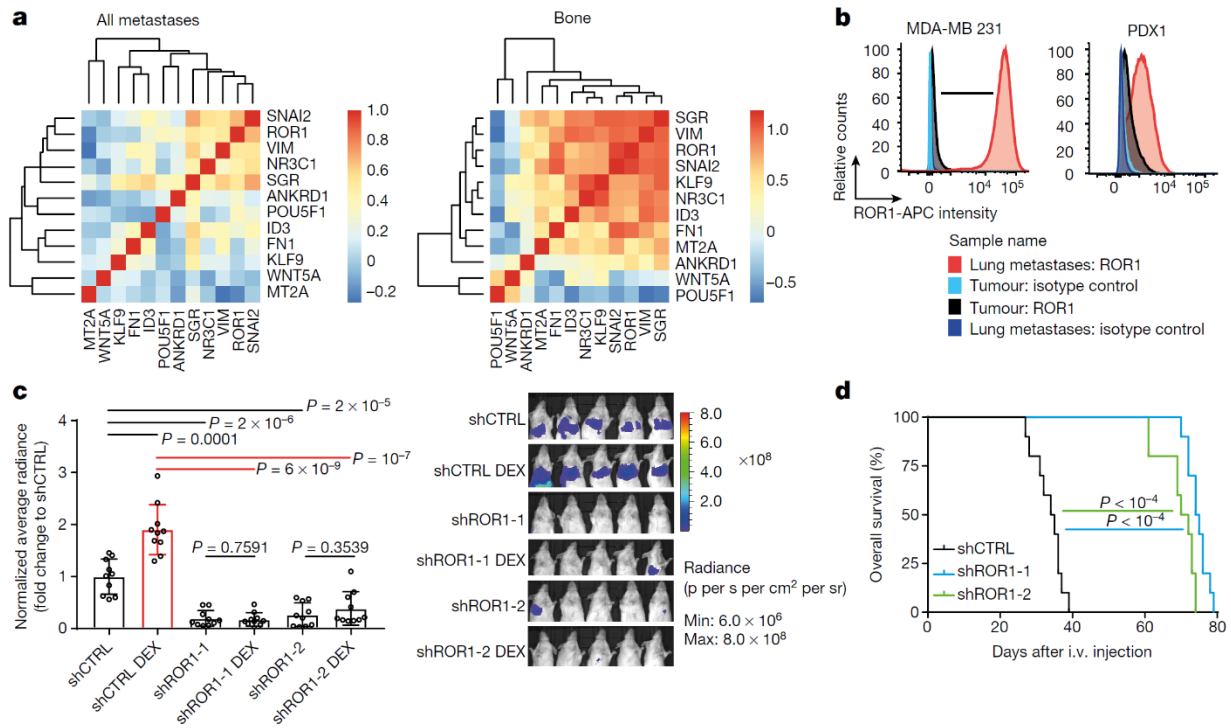 a
All metastases
SNAI2
ROR1
VIM
NR3C1
SGR
ANKRD1
POU5F1
ID3
FN1
KLF9
WNT5A
MT2A
MT2A
WNT5A
KLF9
FN1
ID3
POU5F1
ANKRD1
SGR
NR3C1
VIM
ROR1
SNAI2
1.0
0.8
0.6
0.4
0.2
0
−0.2
Bone
SGR
VIM
ROR1
SNAI2
KLF9
NR3C1
ID3
FN1
MT2A
ANKRD1
WNT5A
POU5F1
POU5F1
WNT5A
ANKRD1
MT2A
FN1
ID3
NR3C1
KLF9
SNAI2
ROR1
VIM
SGR
1.0
0.5
0
−0.5
b
MDA-MB 231
PDX1
Relative counts
100
80
60
40
20
0
0 10⁴ 10⁵
100
80
60
40
20
0
0 10⁴ 10⁵
ROR1-APC intensity
Sample name
Lung metastases: ROR1
Tumour: isotype control
Tumour: ROR1
Lung metastases: isotype control
c
Normalized average radiance
(fold change to shCTRL)
4
3
2
1
0
P = 2 × 10⁻⁵
P = 2 × 10⁻⁶
P = 0.0001
P = 10⁻⁷
P = 6 × 10⁻⁹
P = 0.7591
P = 0.3539
shCTRL
shCTRL DEX
shROR1-1
shROR1-1 DEX
shROR1-2
shROR1-2 DEX
shCTRL
shCTRL DEX
shROR1-1
shROR1-1 DEX
shROR1-2
shROR1-2 DEX
8.0
6.0
4.0
2.0
×10⁸
Radiance
(p per s per cm² per sr)
Min: 6.0 × 10⁶
Max: 8.0 × 10⁸
d
Overall survival (%)
100
75
50
25
0
P < 10⁻⁴
P < 10⁻⁴
shCTRL
shROR1-1
shROR1-2
0 20 40 60 80
Days after i.v. injection